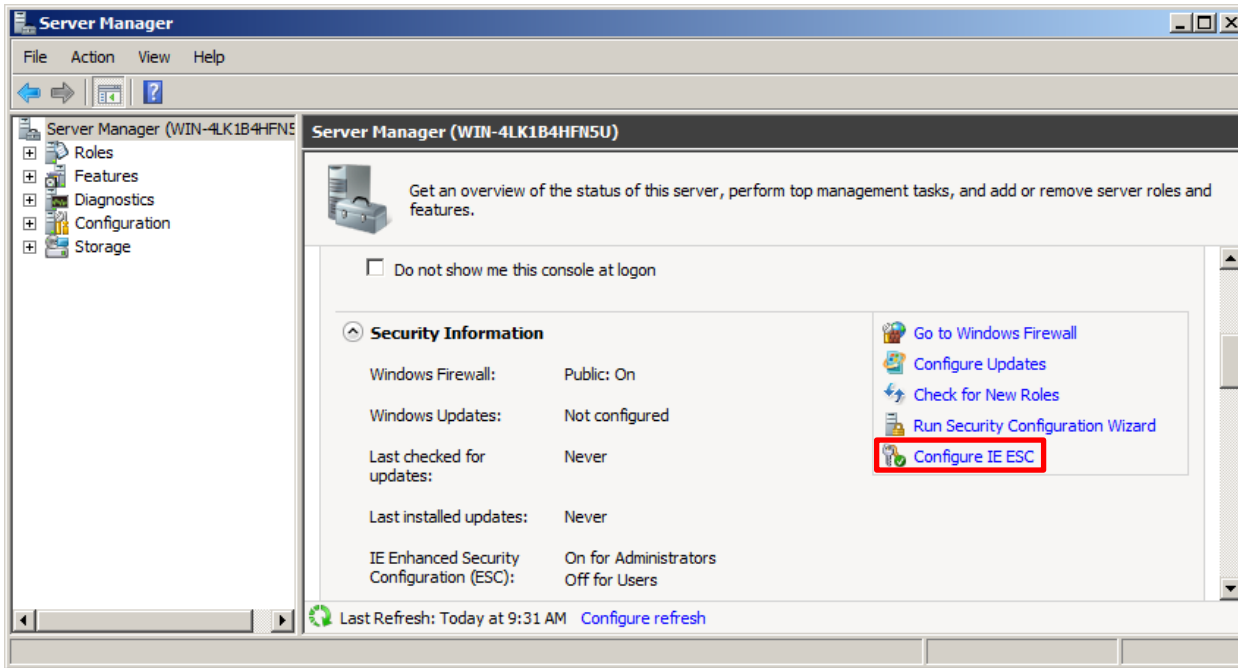 Server Manager
File Action View Help
Server Manager (WIN-4LK1B4HFN5
Roles
Features
Diagnostics
Configuration
Storage
Server Manager (WIN-4LK1B4HFN5U)
Get an overview of the status of this server, perform top management tasks, and add or remove server roles and
features.
Do not show me this console at logon
Security Information
Windows Firewall: Public: On
Windows Updates: Not configured
Last checked for Never
updates:
Last installed updates: Never
IE Enhanced Security On for Administrators
Configuration (ESC): Off for Users
Go to Windows Firewall
Configure Updates
Check for New Roles
Run Security Configuration Wizard
Configure IE ESC
Last Refresh: Today at 9:31 AM Configure refresh